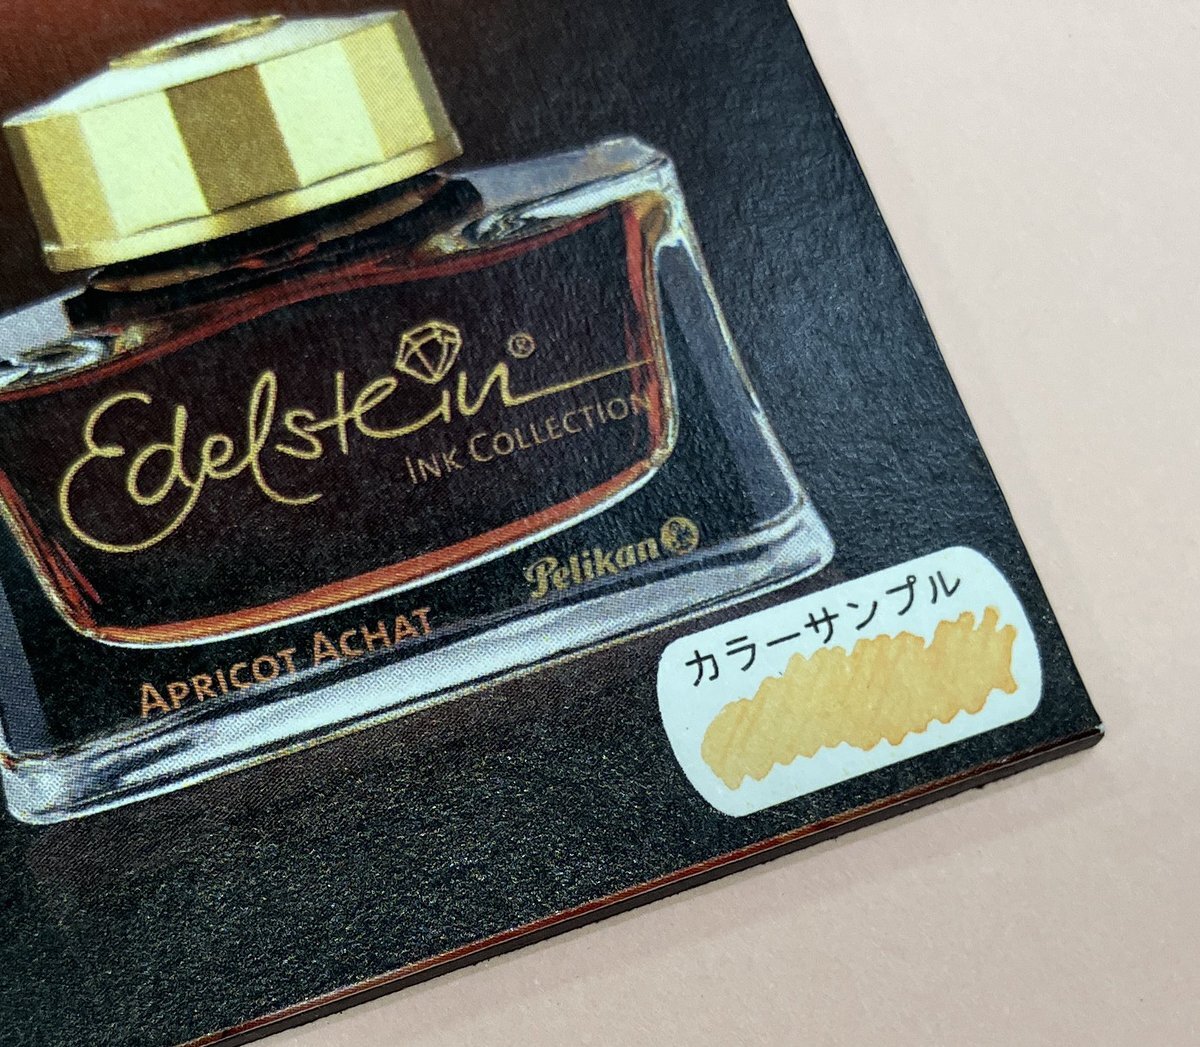 Edelstein®
INK COLLECTION
Pelikan
APRICOT ACHAT
カラーサンプル